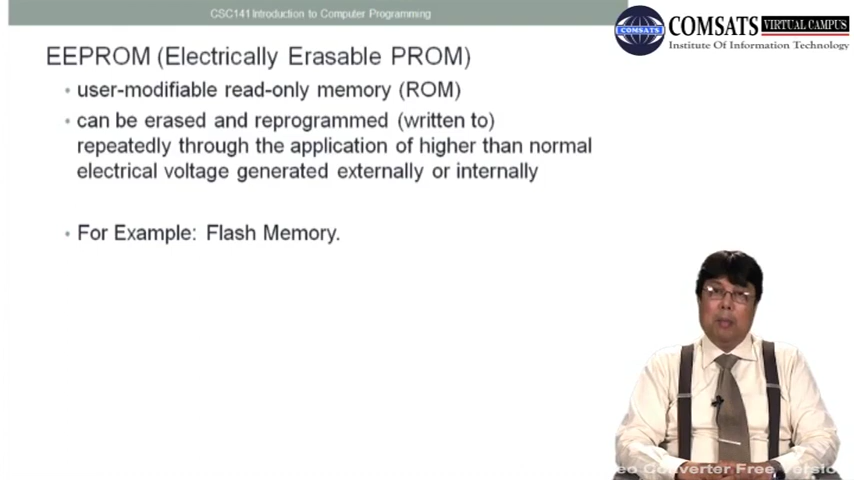 CSC141 Introduction to Computer Programming
COMSATS VIRTUAL CAMPUS
COMSATS
Institute Of Information Technology
EEPROM (Electrically Erasable PROM)
• user-modifiable read-only memory (ROM)
• can be erased and reprogrammed (written to)
repeatedly through the application of higher than normal
electrical voltage generated externally or internally
• For Example: Flash Memory.
eo Converter Free Versio